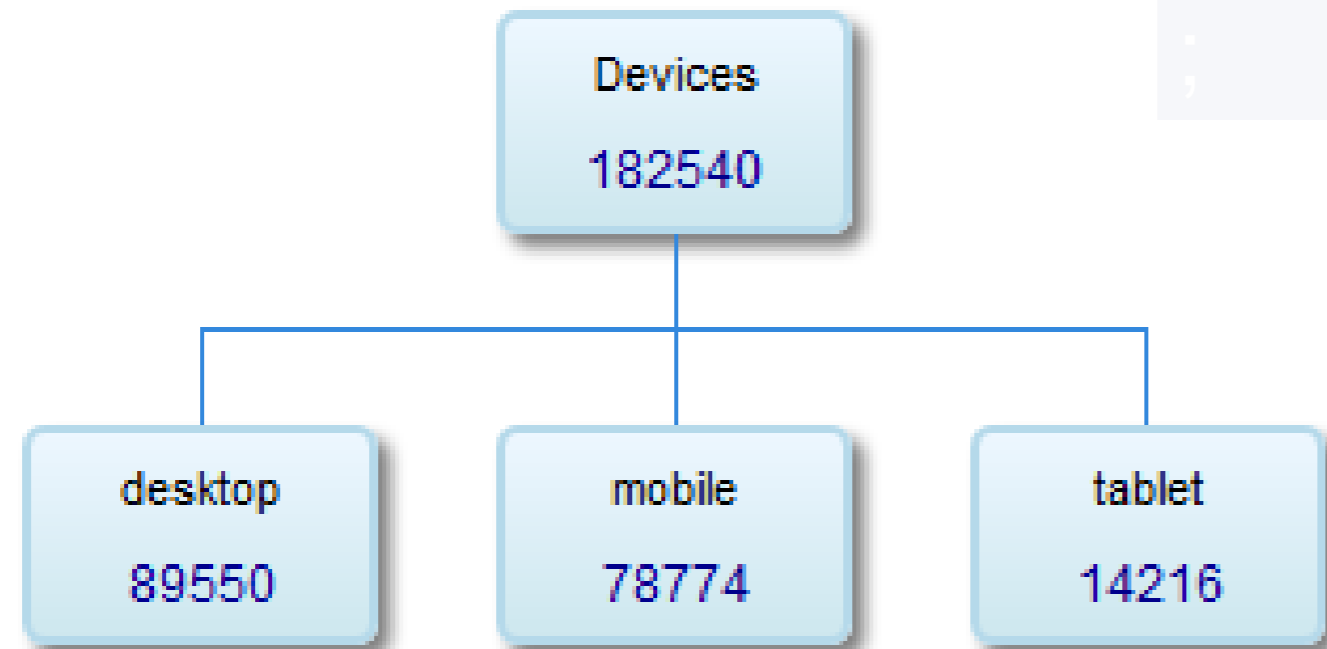 ;
Devices
182540
desktop
89550
mobile
78774
tablet
14216